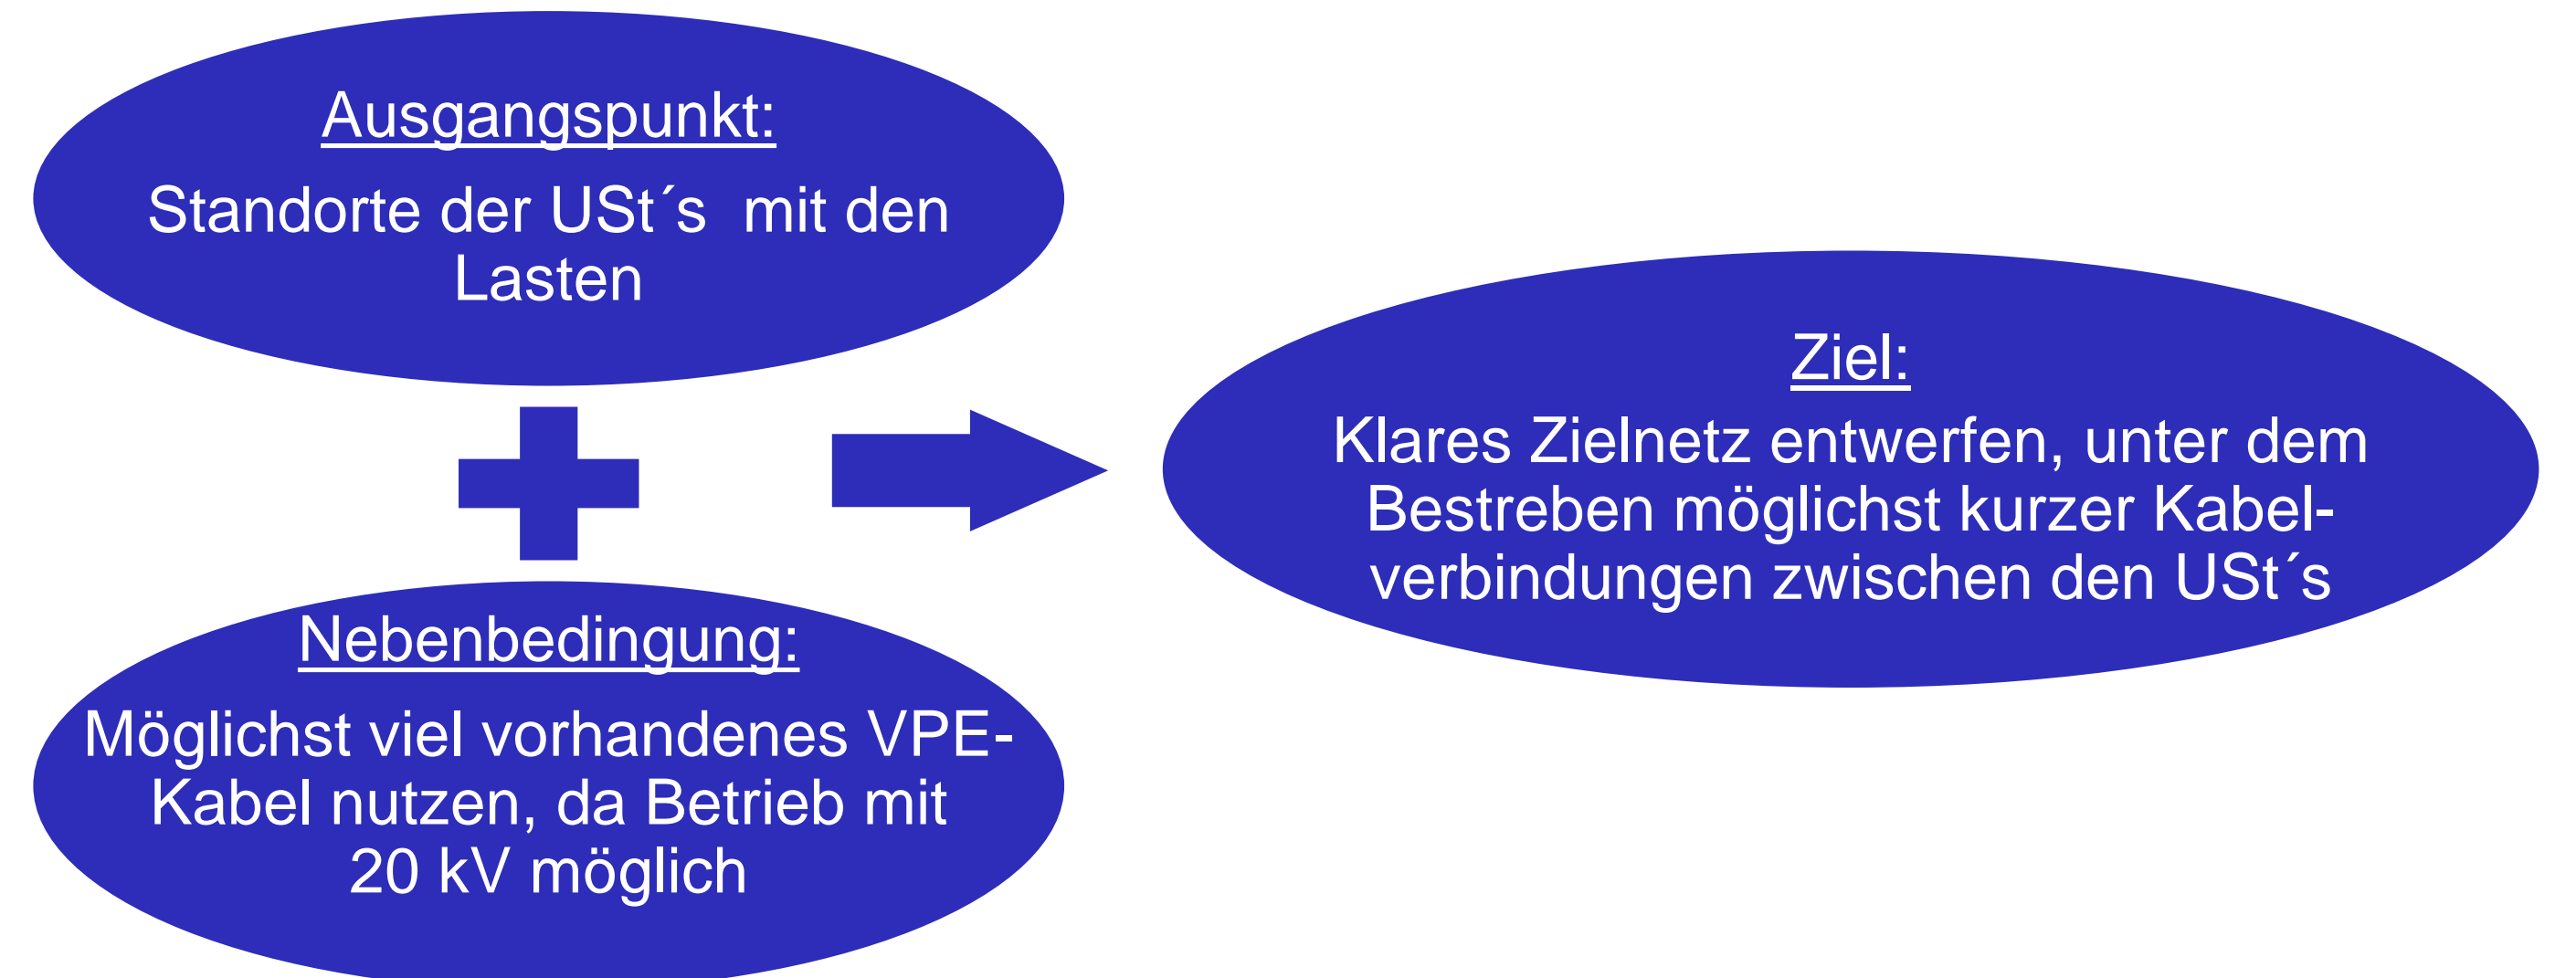 Ausgangspunkt:
Standorte der USt´s  mit den
Lasten
Nebenbedingung:
Möglichst viel vorhandenes VPE-
Kabel nutzen, da Betrieb mit
20 kV möglich
Ziel:
Klares Zielnetz entwerfen, unter dem
Bestreben möglichst kurzer Kabel-
verbindungen zwischen den USt´s